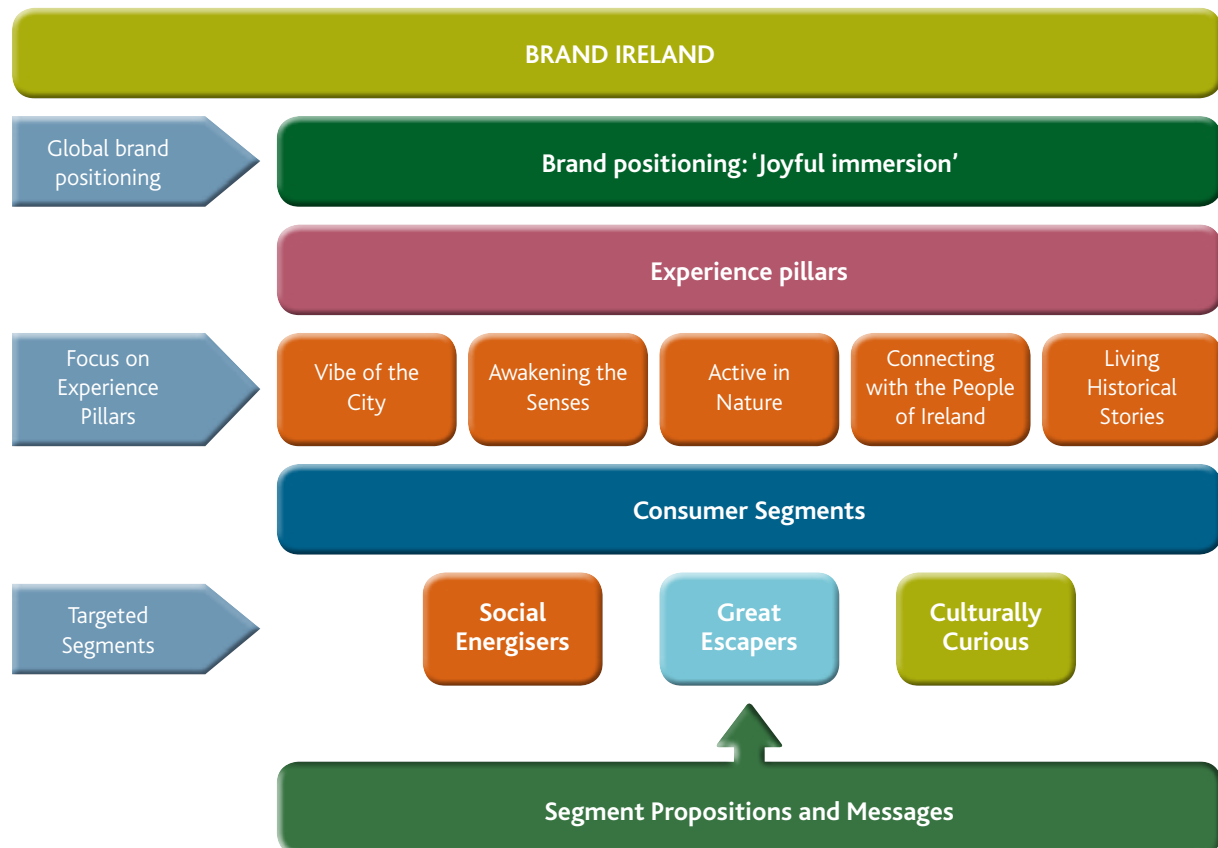 BRAND IRELAND
Global brand
positioning
Brand positioning: ‘Joyful immersion’
Experience pillars
Focus on
Experience
Pillars
Vibe of the
City
Awakening the
Senses
Active in
Nature
Connecting
with the People
of Ireland
Living
Historical
Stories
Consumer Segments
Targeted
Segments
Social
Energisers
Great
Escapers
Culturally
Curious
Segment Propositions and Messages